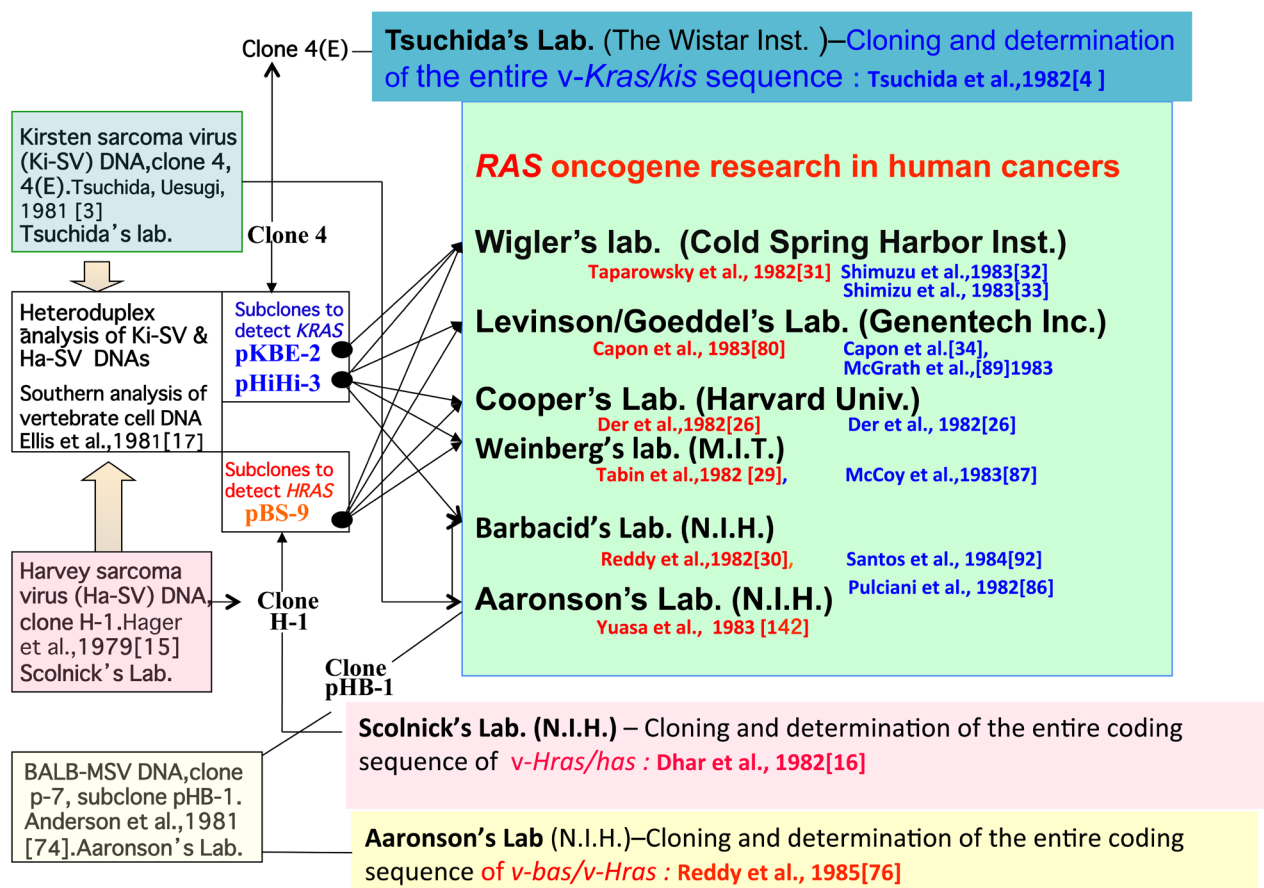 Clone 4(E)
Tsuchida's Lab. (The Wistar Inst. )–Cloning and determination
of the entire v-Kras/kis sequence : Tsuchida et al.,1982[4 ]
Kirsten sarcoma virus
(Ki-SV) DNA,clone 4,
4(E).Tsuchida, Uesugi,
1981 [3]
Tsuchida's lab.
Clone 4
RAS oncogene research in human cancers
Wigler's lab. (Cold Spring Harbor Inst.)
Taparowsky et al., 1982[31] Shimuzu et al.,1983[32]
Shimizu et al., 1983[33]
Levinson/Goeddel's Lab. (Genentech Inc.)
Capon et al., 1983[80] Capon et al.[34],
McGrath et al.,[89]1983
Cooper's Lab. (Harvard Univ.)
Der et al.,1982[26] Der et al., 1982[26]
Weinberg's lab. (M.I.T.)
Tabin et al.,1982 [29], McCoy et al.,1983[87]
Barbacid's Lab. (N.I.H.)
Reddy et al.,1982[30], Santos et al., 1984[92]
Pulciani et al., 1982[86]
Aaronson's Lab. (N.I.H.)
Yuasa et al., 1983 [142]
Heteroduplex
analysis of Ki-SV &
Ha-SV DNAs
Southern analysis of
vertebrate cell DNA
Ellis et al.,1981[17]
Subclones to
detect KRAS
pKBE-2
pHiHi-3
Subclones to
detect HRAS
pBS-9
Harvey sarcoma
virus (Ha-SV) DNA,
clone H-1.Hager
et al.,1979[15]
Scolnick's Lab.
Clone
H-1
Clone
pHB-1
Scolnick's Lab. (N.I.H.) – Cloning and determination of the entire coding
sequence of v-Hras/has : Dhar et al., 1982[16]
BALB-MSV DNA,clone
p-7, subclone pHB-1.
Anderson et al.,1981
[74].Aaronson's Lab.
Aaronson's Lab (N.I.H.)–Cloning and determination of the entire coding
sequence of v-bas/v-Hras : Reddy et al., 1985[76]